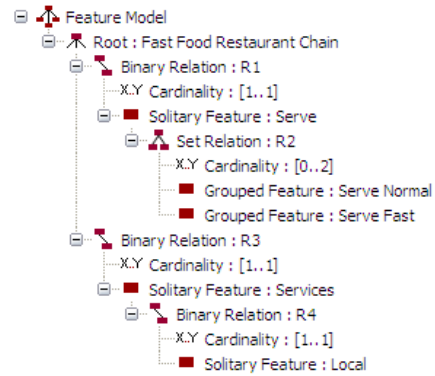 Feature Model
Root : Fast Food Restaurant Chain
Binary Relation : R1
X.Y Cardinality : [1..1]
Solitary Feature : Serve
Set Relation : R2
X.Y Cardinality : [0..2]
Grouped Feature : Serve Normal
Grouped Feature : Serve Fast
Binary Relation : R3
X.Y Cardinality : [1..1]
Solitary Feature : Services
Binary Relation : R4
X.Y Cardinality : [1..1]
Solitary Feature : Local